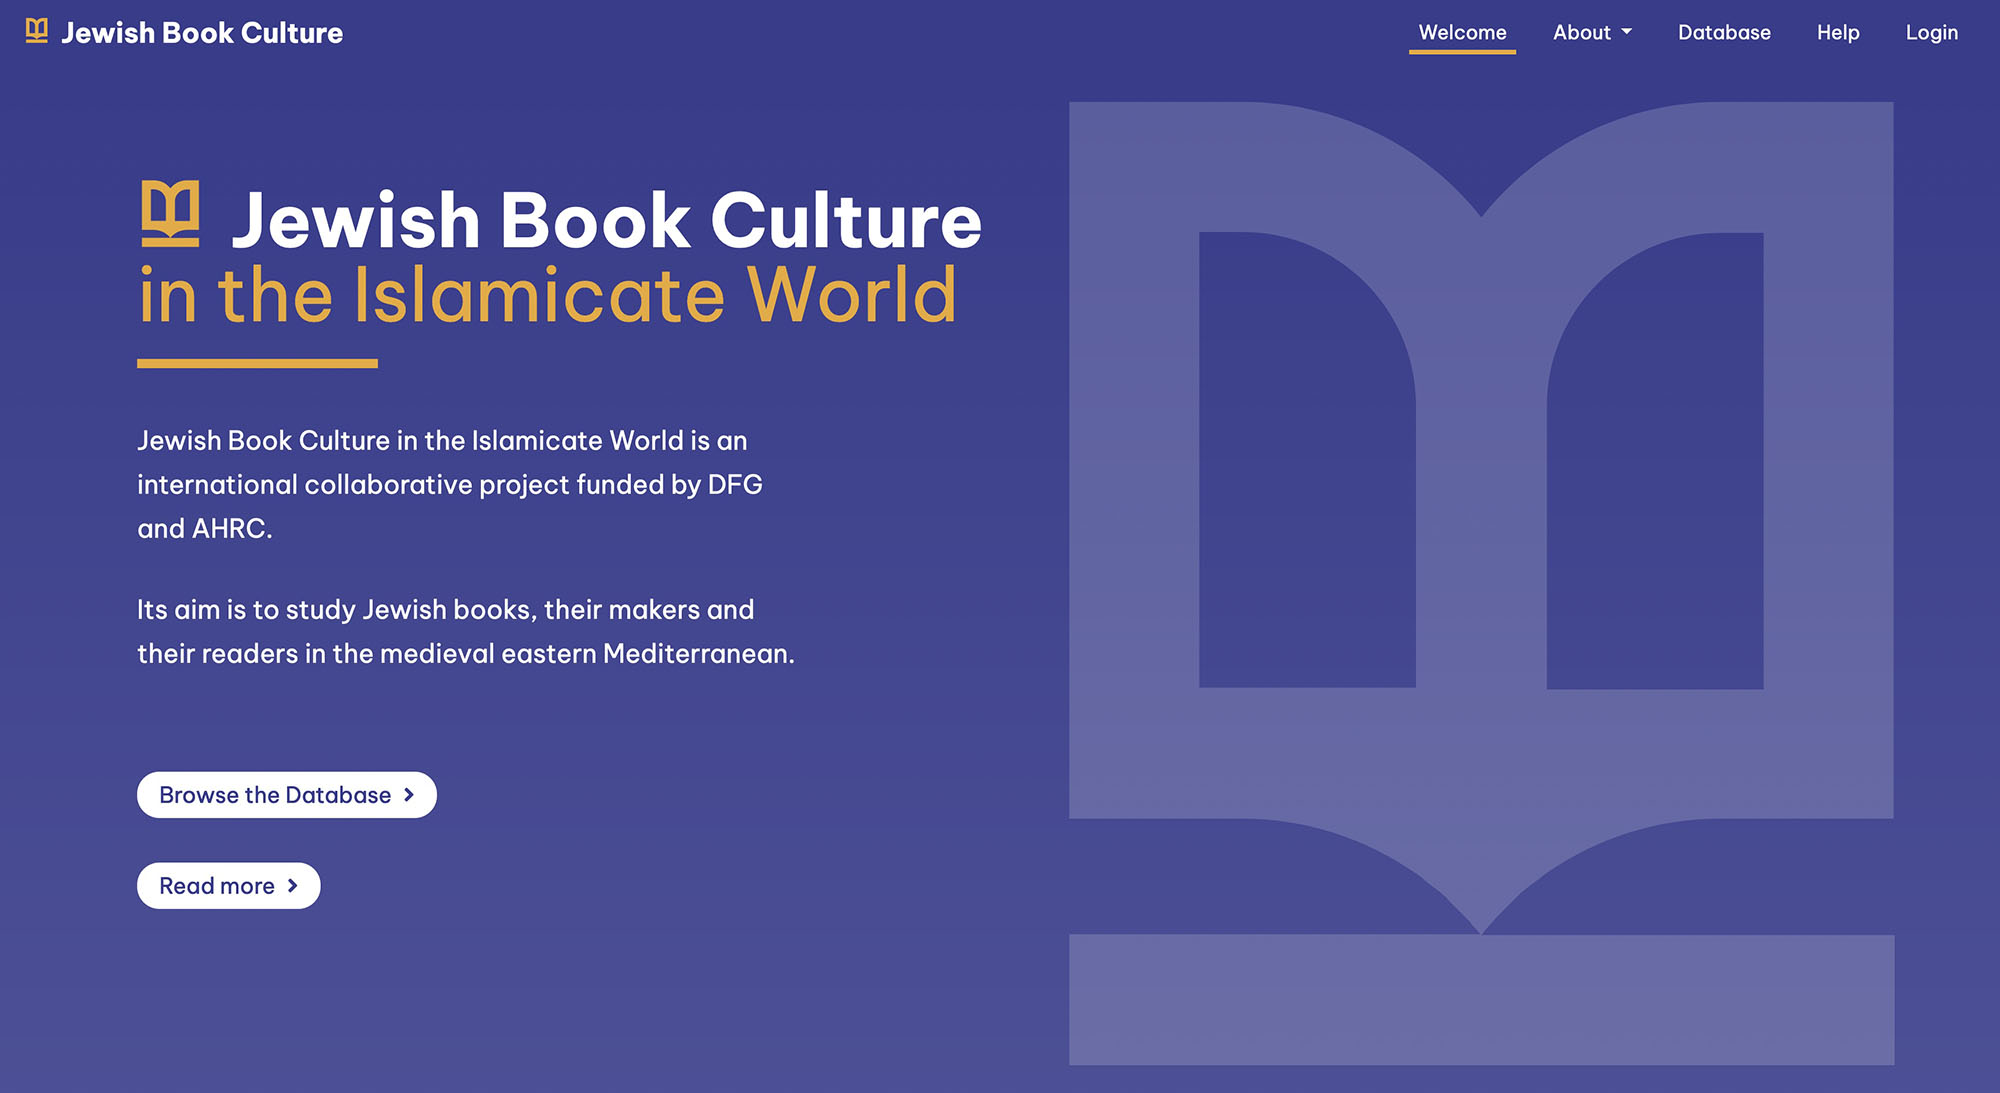 Jewish Book Culture
Welcome About Database Help Login
Jewish Book Culture
in the Islamicate World
Jewish Book Culture in the Islamicate World is an
international collaborative project funded by DFG
and AHRC.
Its aim is to study Jewish books, their makers and
their readers in the medieval eastern Mediterranean.
Browse the Database
Read more